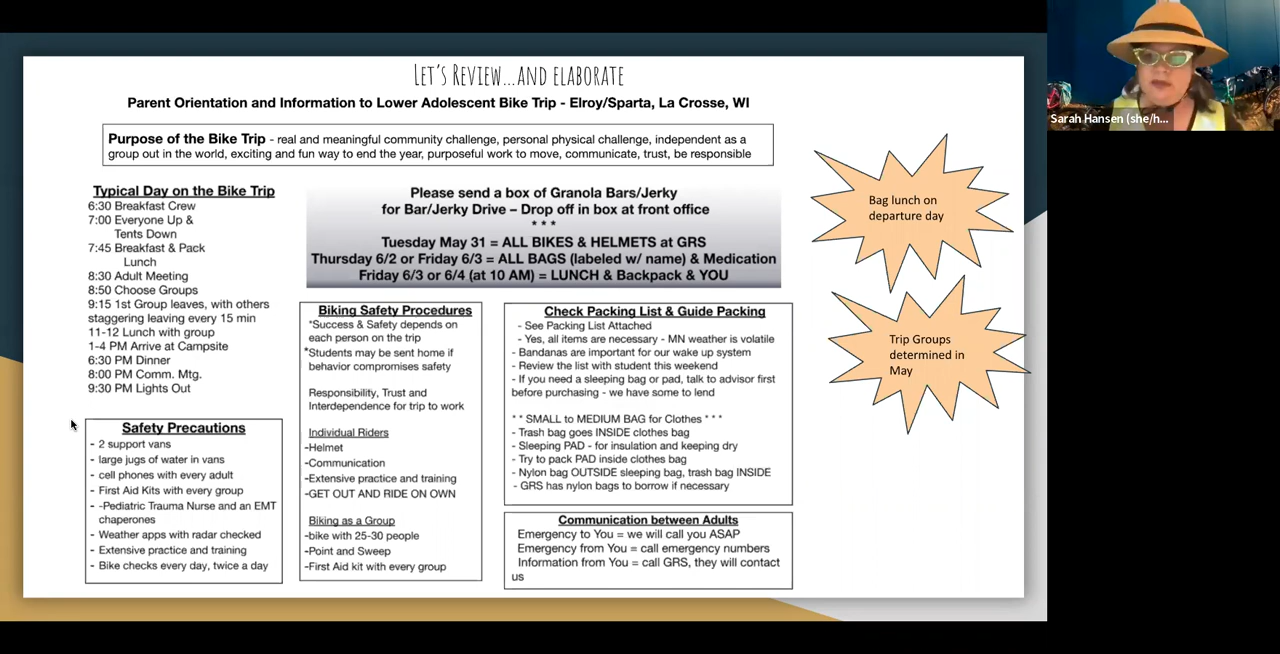 Let's Review...and elaborate
Parent Orientation and Information to Lower Adolescent Bike Trip - Elroy/Sparta, La Crosse, WI
Purpose of the Bike Trip - real and meaningful community challenge, personal physical challenge, independent as a
group out in the world, exciting and fun way to end the year, purposeful work to move, communicate, trust, be responsible
Typical Day on the Bike Trip
6:30 Breakfast Crew
7:00 Everyone Up &
Tents Down
7:45 Breakfast & Pack
Lunch
8:30 Adult Meeting
8:50 Choose Groups
9:15 1st Group leaves, with others
staggering leaving every 15 min
11-12 Lunch with group
1-4 PM Arrive at Campsite
6:30 PM Dinner
8:00 PM Comm. Mtg.
9:30 PM Lights Out
Safety Precautions
- 2 support vans
- large jugs of water in vans
- cell phones with every adult
- First Aid Kits with every group
- -Pediatric Trauma Nurse and an EMT
chaperones
- Weather apps with radar checked
- Extensive practice and training
- Bike checks every day, twice a day
Please send a box of Granola Bars/Jerky
for Bar/Jerky Drive – Drop off in box at front office
* * *
Tuesday May 31 = ALL BIKES & HELMETS at GRS
Thursday 6/2 or Friday 6/3 = ALL BAGS (labeled w/ name) & Medication
Friday 6/3 or 6/4 (at 10 AM) = LUNCH & Backpack & YOU
Biking Safety Procedures
*Success & Safety depends on
each person on the trip
*Students may be sent home if
behavior compromises safety
Responsibility, Trust and
Interdependence for trip to work
Individual Riders
-Helmet
-Communication
-Extensive practice and training
-GET OUT AND RIDE ON OWN
Biking as a Group
-bike with 25-30 people
-Point and Sweep
-First Aid kit with every group
Check Packing List & Guide Packing
- See Packing List Attached
- Yes, all items are necessary - MN weather is volatile
- Bandanas are important for our wake up system
- Review the list with student this weekend
- If you need a sleeping bag or pad, talk to advisor first
before purchasing - we have some to lend
* * SMALL to MEDIUM BAG for Clothes * * *
- Trash bag goes INSIDE clothes bag
- Sleeping PAD - for insulation and keeping dry
- Try to pack PAD inside clothes bag
- Nylon bag OUTSIDE sleeping bag, trash bag INSIDE
- GRS has nylon bags to borrow if necessary
Communication between Adults
Emergency to You = we will call you ASAP
Emergency from You = call emergency numbers
Information from You = call GRS, they will contact
us
Bag lunch on
departure day
Trip Groups
determined in
May
Sarah Hansen (she/h...